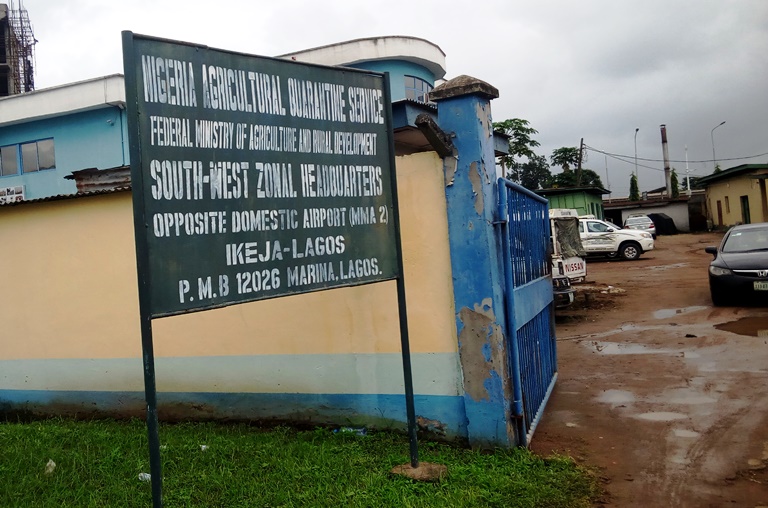 NIGERIA AGRICULTURAL QUARANTINE SERVICE
FEDERAL MINISTRY OF AGRICULTURE AND RURAL DEVELOPMENT
SOUTH-WEST ZONAL HEADQUARTERS
OPPOSITE DOMESTIC AIRPORT (MMA 2)
IKEJA-LAGOS
P.M.B 12026 MARINA, LAGOS.
NISSAN